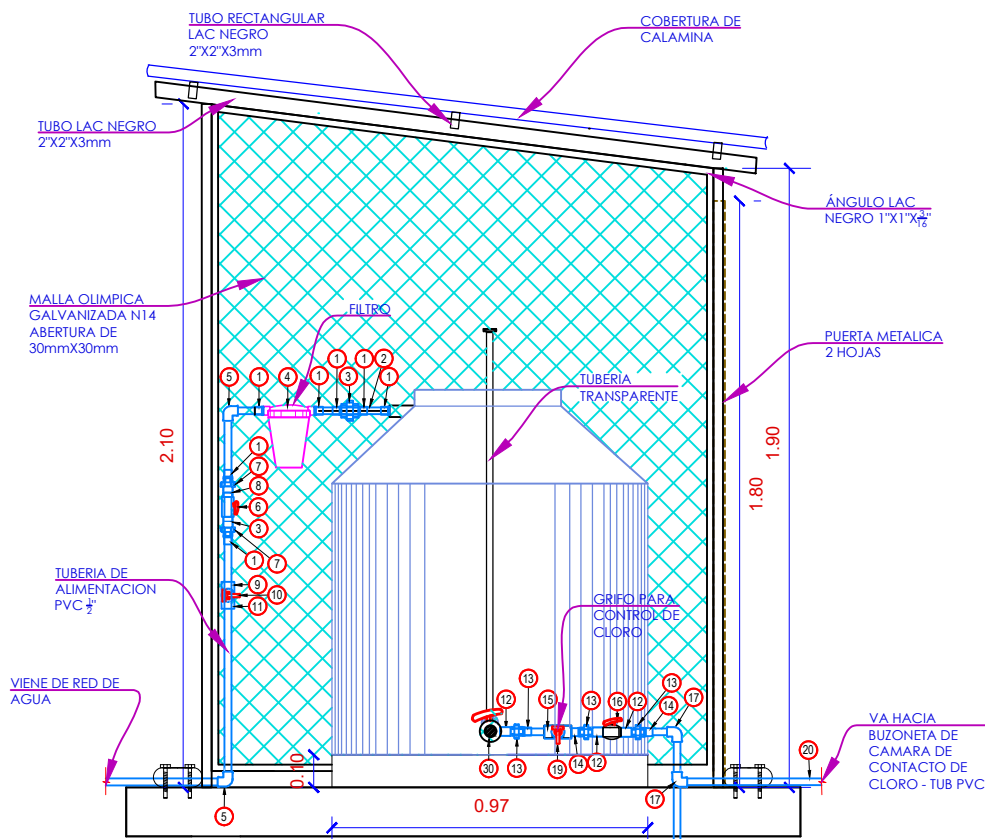 TUBO RECTANGULAR
LAC NEGRO
2"X2"X3mm
COBERTURA DE
CALAMINA
TUBO LAC NEGRO
2"X2"X3mm
ÁNGULO LAC
NEGRO 1"X1"X3/16"
MALLA OLIMPICA
GALVANIZADA N14
ABERTURA DE
30mmX30mm
FILTRO
PUERTA METALICA
2 HOJAS
5
1
4
1
1
3
1
2
1
TUBERIA
TRANSPARENTE
2.10
1.90
1.80
1
7
8
6
3
7
1
9
10
11
TUBERIA DE
ALIMENTACION
PVC 1/2"
GRIFO PARA
CONTROL DE
CLORO
VIENE DE RED DE
AGUA
12
13
15
13
16
12
13
14
17
30
13
19
14
12
VA HACIA
BUZONETA DE
CAMARA DE
CONTACTO DE
CLORO - TUB PVC
20
17
5
0.10
0.97